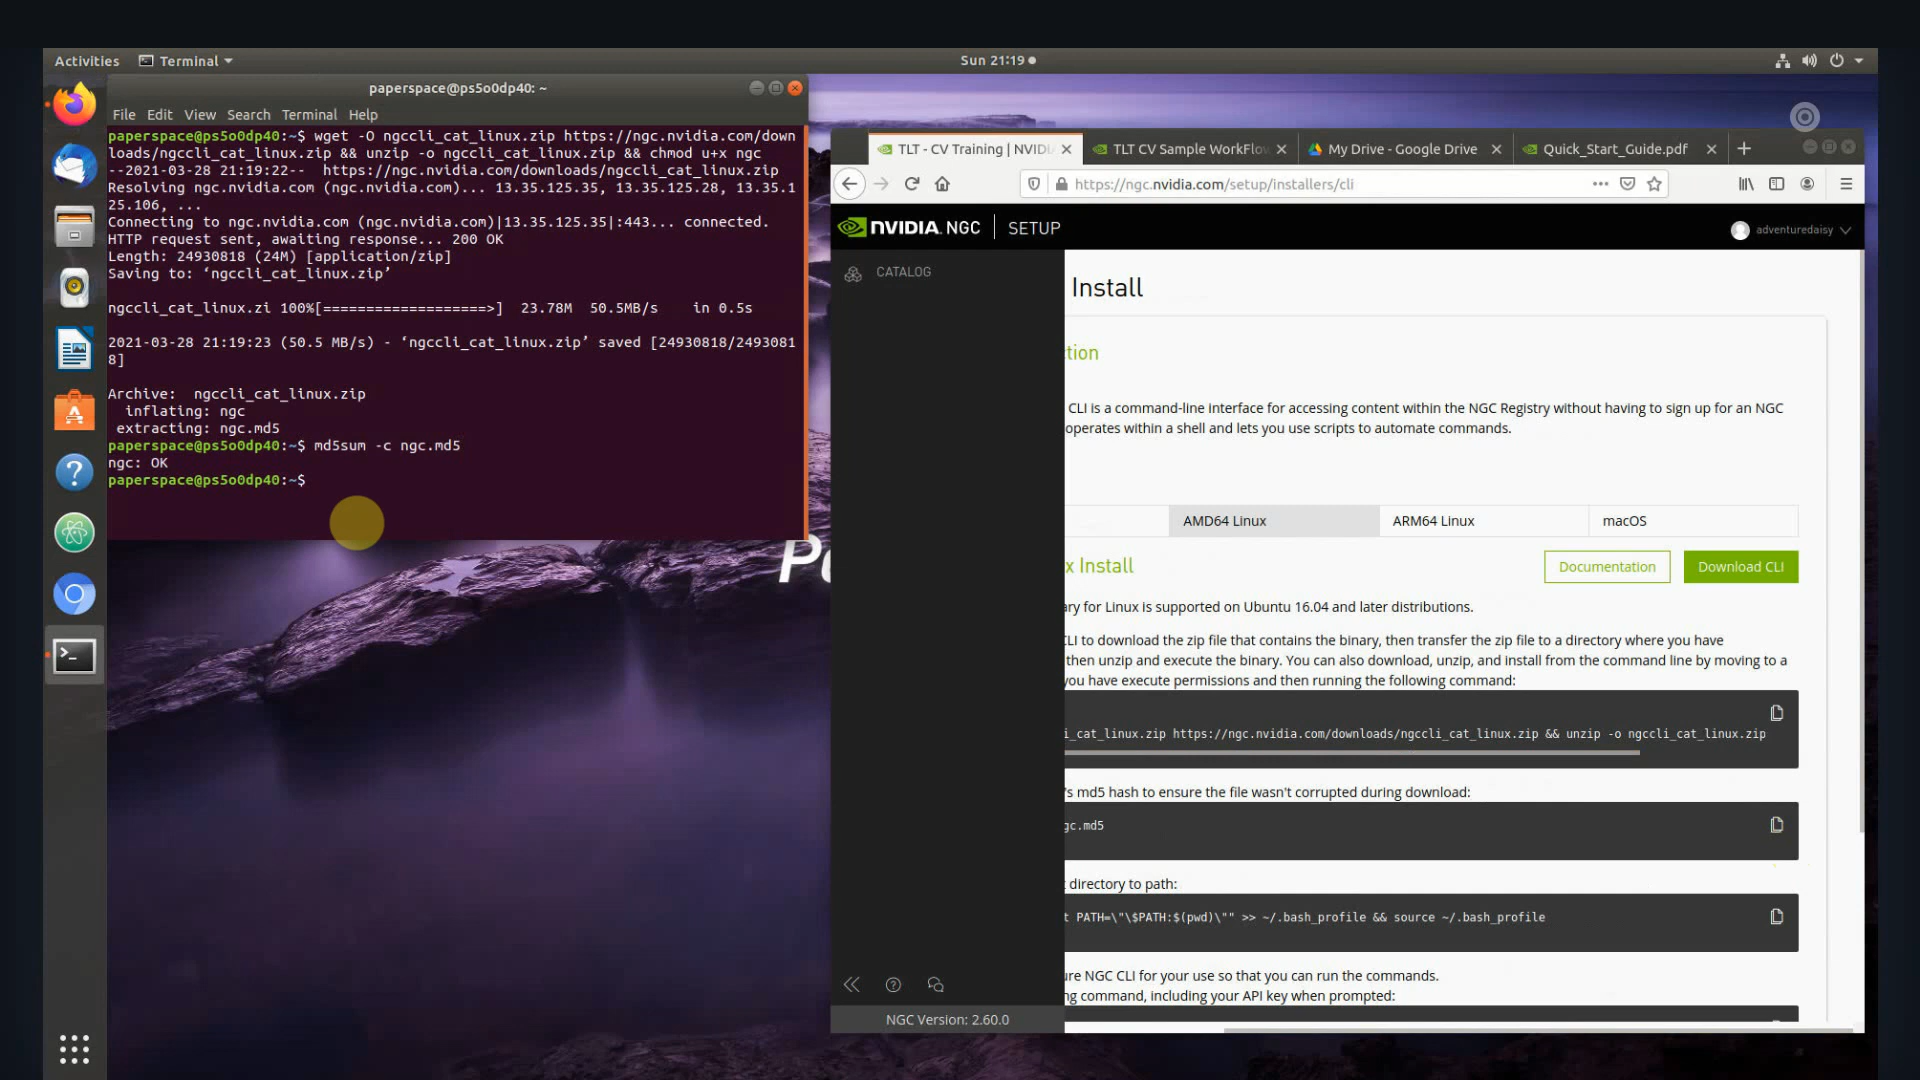 Activities
Terminal
Sun 21:19
paperspace@ps5o0dp40: ~
File Edit View Search Terminal Help
paperspace@ps5o0dp40:~$ wget -O ngccli_cat_linux.zip https://ngc.nvidia.com/down
loads/ngccli_cat_linux.zip && unzip -o ngccli_cat_linux.zip && chmod u+x ngc
--2021-03-28 21:19:22-- https://ngc.nvidia.com/downloads/ngccli_cat_linux.zip
Resolving ngc.nvidia.com (ngc.nvidia.com)... 13.35.125.35, 13.35.125.28, 13.35.1
25.106, ...
Connecting to ngc.nvidia.com (ngc.nvidia.com)|13.35.125.35|:443... connected.
HTTP request sent, awaiting response... 200 OK
Length: 24930818 (24M) [application/zip]
Saving to: ‘ngccli_cat_linux.zip’
ngccli_cat_linux.zi 100%[===================>] 23.78M 50.5MB/s in 0.5s
2021-03-28 21:19:23 (50.5 MB/s) - ‘ngccli_cat_linux.zip’ saved [24930818/2493081
8]
Archive: ngccli_cat_linux.zip
inflating: ngc
extracting: ngc.md5
paperspace@ps5o0dp40:~$ md5sum -c ngc.md5
ngc: OK
paperspace@ps5o0dp40:~$
TLT - CV Training | NVIDI
TLT CV Sample WorkFlow
My Drive - Google Drive
Quick_Start_Guide.pdf
https://ngc.nvidia.com/setup/installers/cli
NVIDIA. NGC | SETUP
adventuredaisy
CATALOG
Install
ction
CLI is a command-line interface for accessing content within the NGC Registry without having to sign up for an NGC
operates within a shell and lets you use scripts to automate commands.
AMD64 Linux
ARM64 Linux
macOS
x Install
Documentation
Download CLI
ary for Linux is supported on Ubuntu 16.04 and later distributions.
CLI to download the zip file that contains the binary, then transfer the zip file to a directory where you have
then unzip and execute the binary. You can also download, unzip, and install from the command line by moving to a
you have execute permissions and then running the following command:
i_cat_linux.zip https://ngc.nvidia.com/downloads/ngccli_cat_linux.zip && unzip -o ngccli_cat_linux.zip
's md5 hash to ensure the file wasn't corrupted during download:
gc.md5
t directory to path:
t PATH=\"\$PATH:$(pwd)\"" >> ~/.bash_profile && source ~/.bash_profile
ure NGC CLI for your use so that you can run the commands.
ng command, including your API key when prompted:
NGC Version: 2.60.0